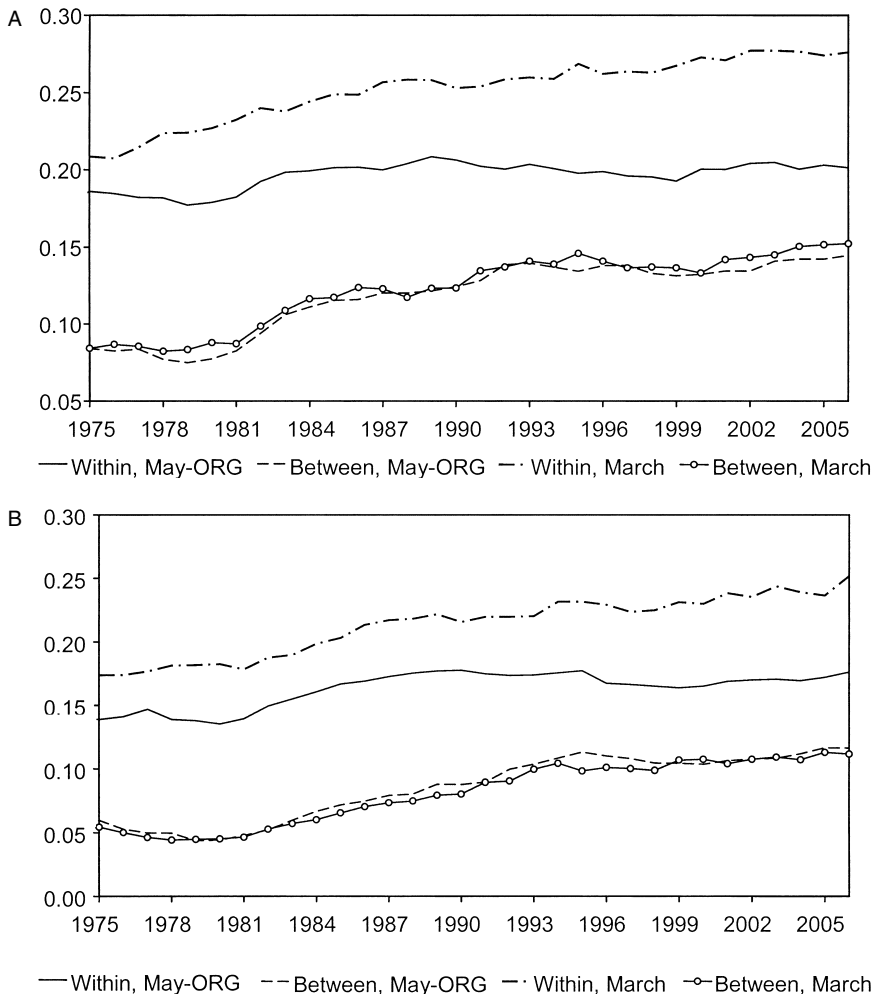 A
0.30
0.25
0.20
0.15
0.10
0.05
1975 1978 1981 1984 1987 1990 1993 1996 1999 2002 2005
Within, May-ORG Between, May-ORG Within, March Between, March
B
0.30
0.25
0.20
0.15
0.10
0.05
0.00
1975 1978 1981 1984 1987 1990 1993 1996 1999 2002 2005
Within, May-ORG Between, May-ORG Within, March Between, March